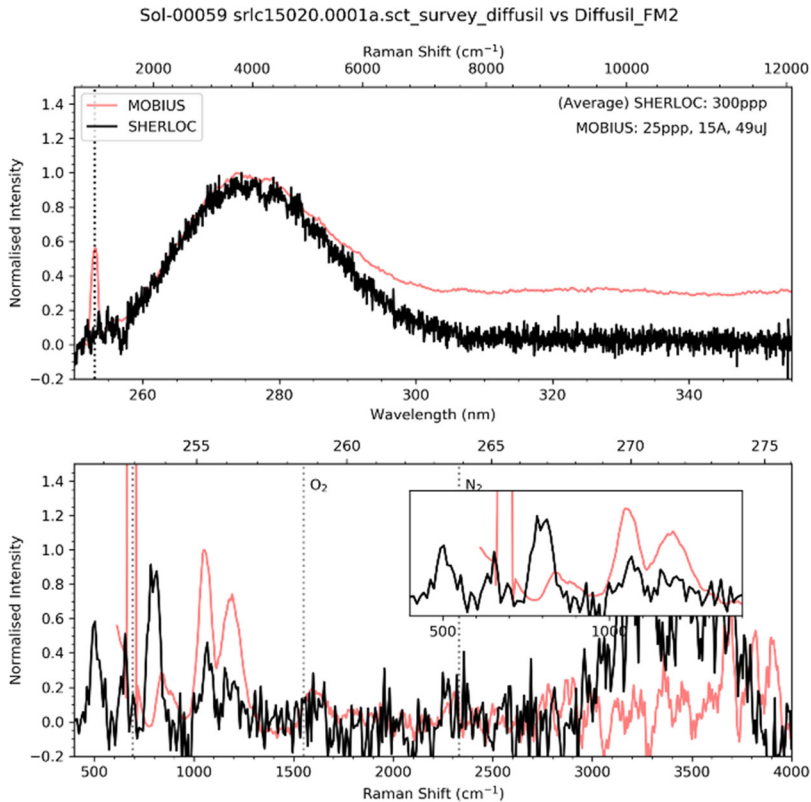 Sol-00059 srlc15020.0001a.sct_survey_diffusil vs Diffusil_FM2
Raman Shift (cm⁻¹)
2000 4000 6000 8000 10000 12000
MOBIUS
SHERLOC
(Average) SHERLOC: 300ppp
MOBIUS: 25ppp, 15A, 49uJ
Normalised Intensity
1.4
1.2
1.0
0.8
0.6
0.4
0.2
0.0
−0.2
260 280 300 320 340
Wavelength (nm)
255 260 265 270 275
O₂
N₂
Normalised Intensity
1.4
1.2
1.0
0.8
0.6
0.4
0.2
0.0
−0.2
500 1000
500 1000 1500 2000 2500 3000 3500 4000
Raman Shift (cm⁻¹)